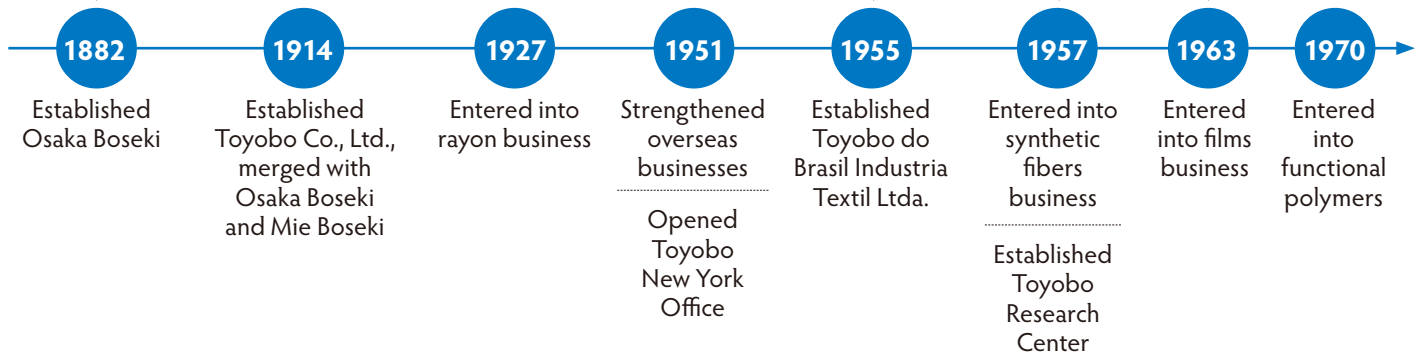 1882
Established
Osaka Boseki
1914
Established
Toyobo Co., Ltd.,
merged with
Osaka Boseki
and Mie Boseki
1927
Entered into
rayon business
1951
Strengthened
overseas
businesses
Opened
Toyobo
New York
Office
1955
Established
Toyobo do
Brasil Industria
Textil Ltda.
1957
Entered into
synthetic
fibers
business
Established
Toyobo
Research
Center
1963
Entered
into films
business
1970
Entered
into
functional
polymers